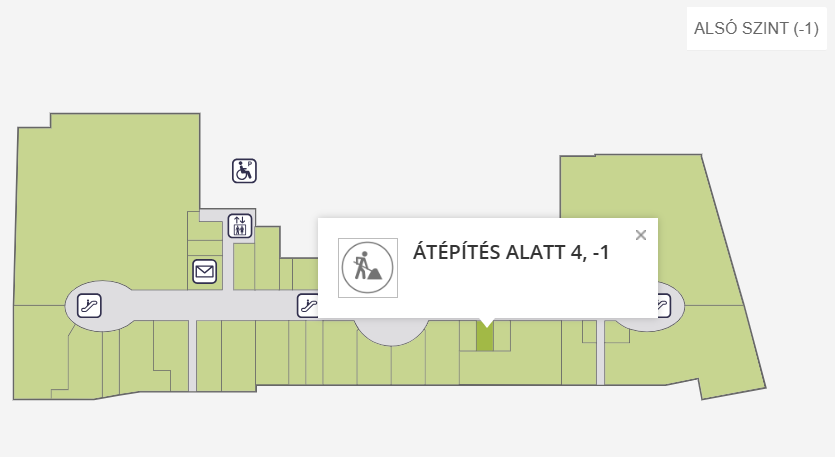 ALSÓ SZINT (-1)
P
ÁTÉPÍTÉS ALATT 4, -1